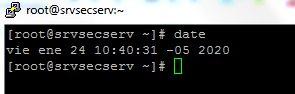 root@srvsecserv:~
[root@srvsecserv ~]# date
vie ene 24 10:40:31 -05 2020
[root@srvsecserv ~]#